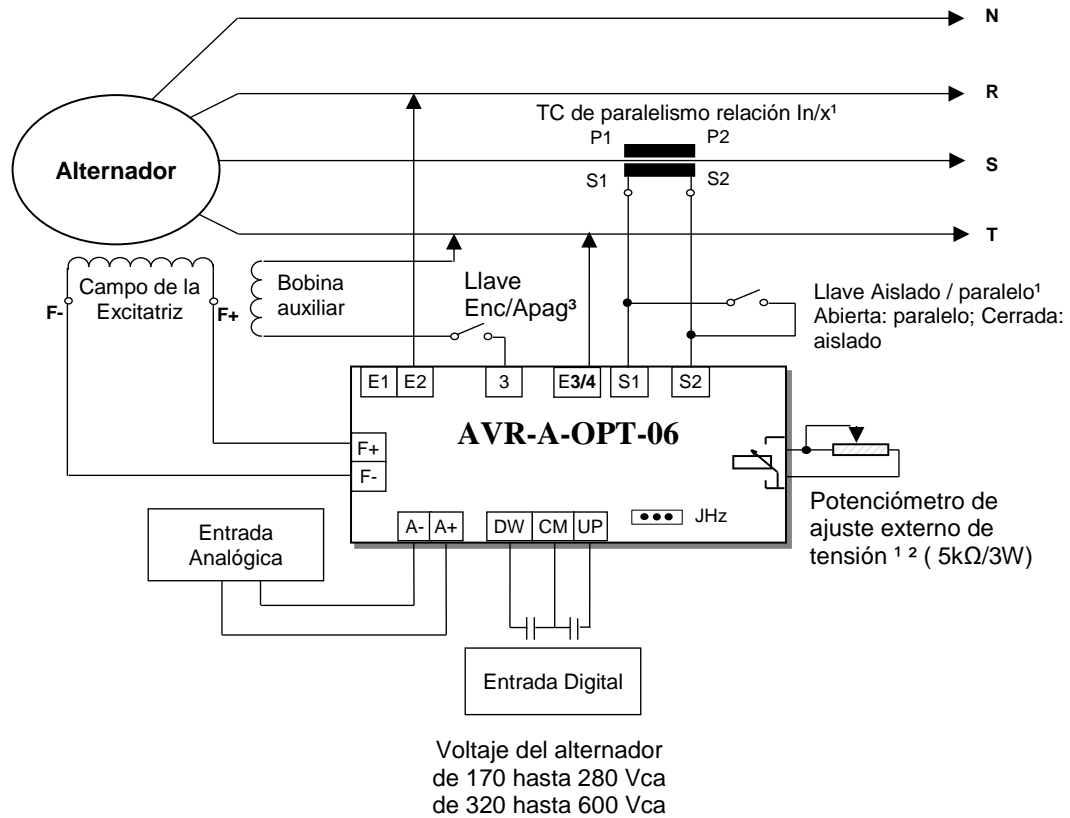 N
R
TC de paralelismo relación In/x¹
P1 P2
Alternador
S
S1 S2
T
Campo de la
Excitatriz
F- F+
Bobina
auxiliar
Llave
Enc/Apag³
Llave Aislado / paralelo¹
Abierta: paralelo; Cerrada:
aislado
E1 E2 3 E3/4 S1 S2
AVR-A-OPT-06
F+
F-
A- A+ DW CM UP JHz
Entrada
Analógica
Potenciómetro de
ajuste externo de
tensión ¹ ² ( 5kΩ/3W)
Entrada Digital
Voltaje del alternador
de 170 hasta 280 Vca
de 320 hasta 600 Vca